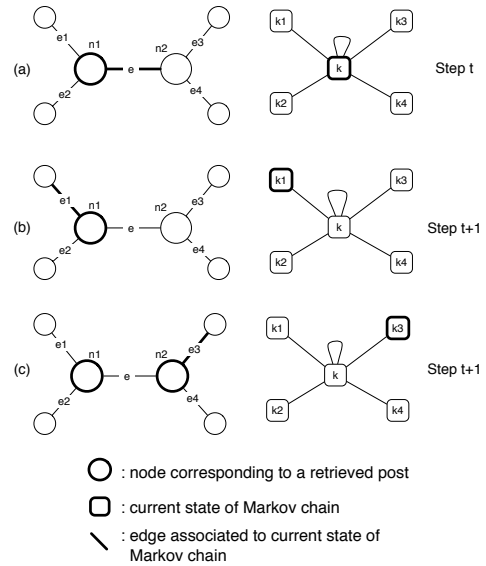 e1 n1 n2 e3
(a) e
e2 e4
k1 k3
k
k2 k4
Step t
e1 n1 n2 e3
(b) e
e2 e4
k1 k3
k
k2 k4
Step t+1
e1 n1 n2 e3
(c) e
e2 e4
k1 k3
k
k2 k4
Step t+1
: node corresponding to a retrieved post
: current state of Markov chain
: edge associated to current state of
Markov chain